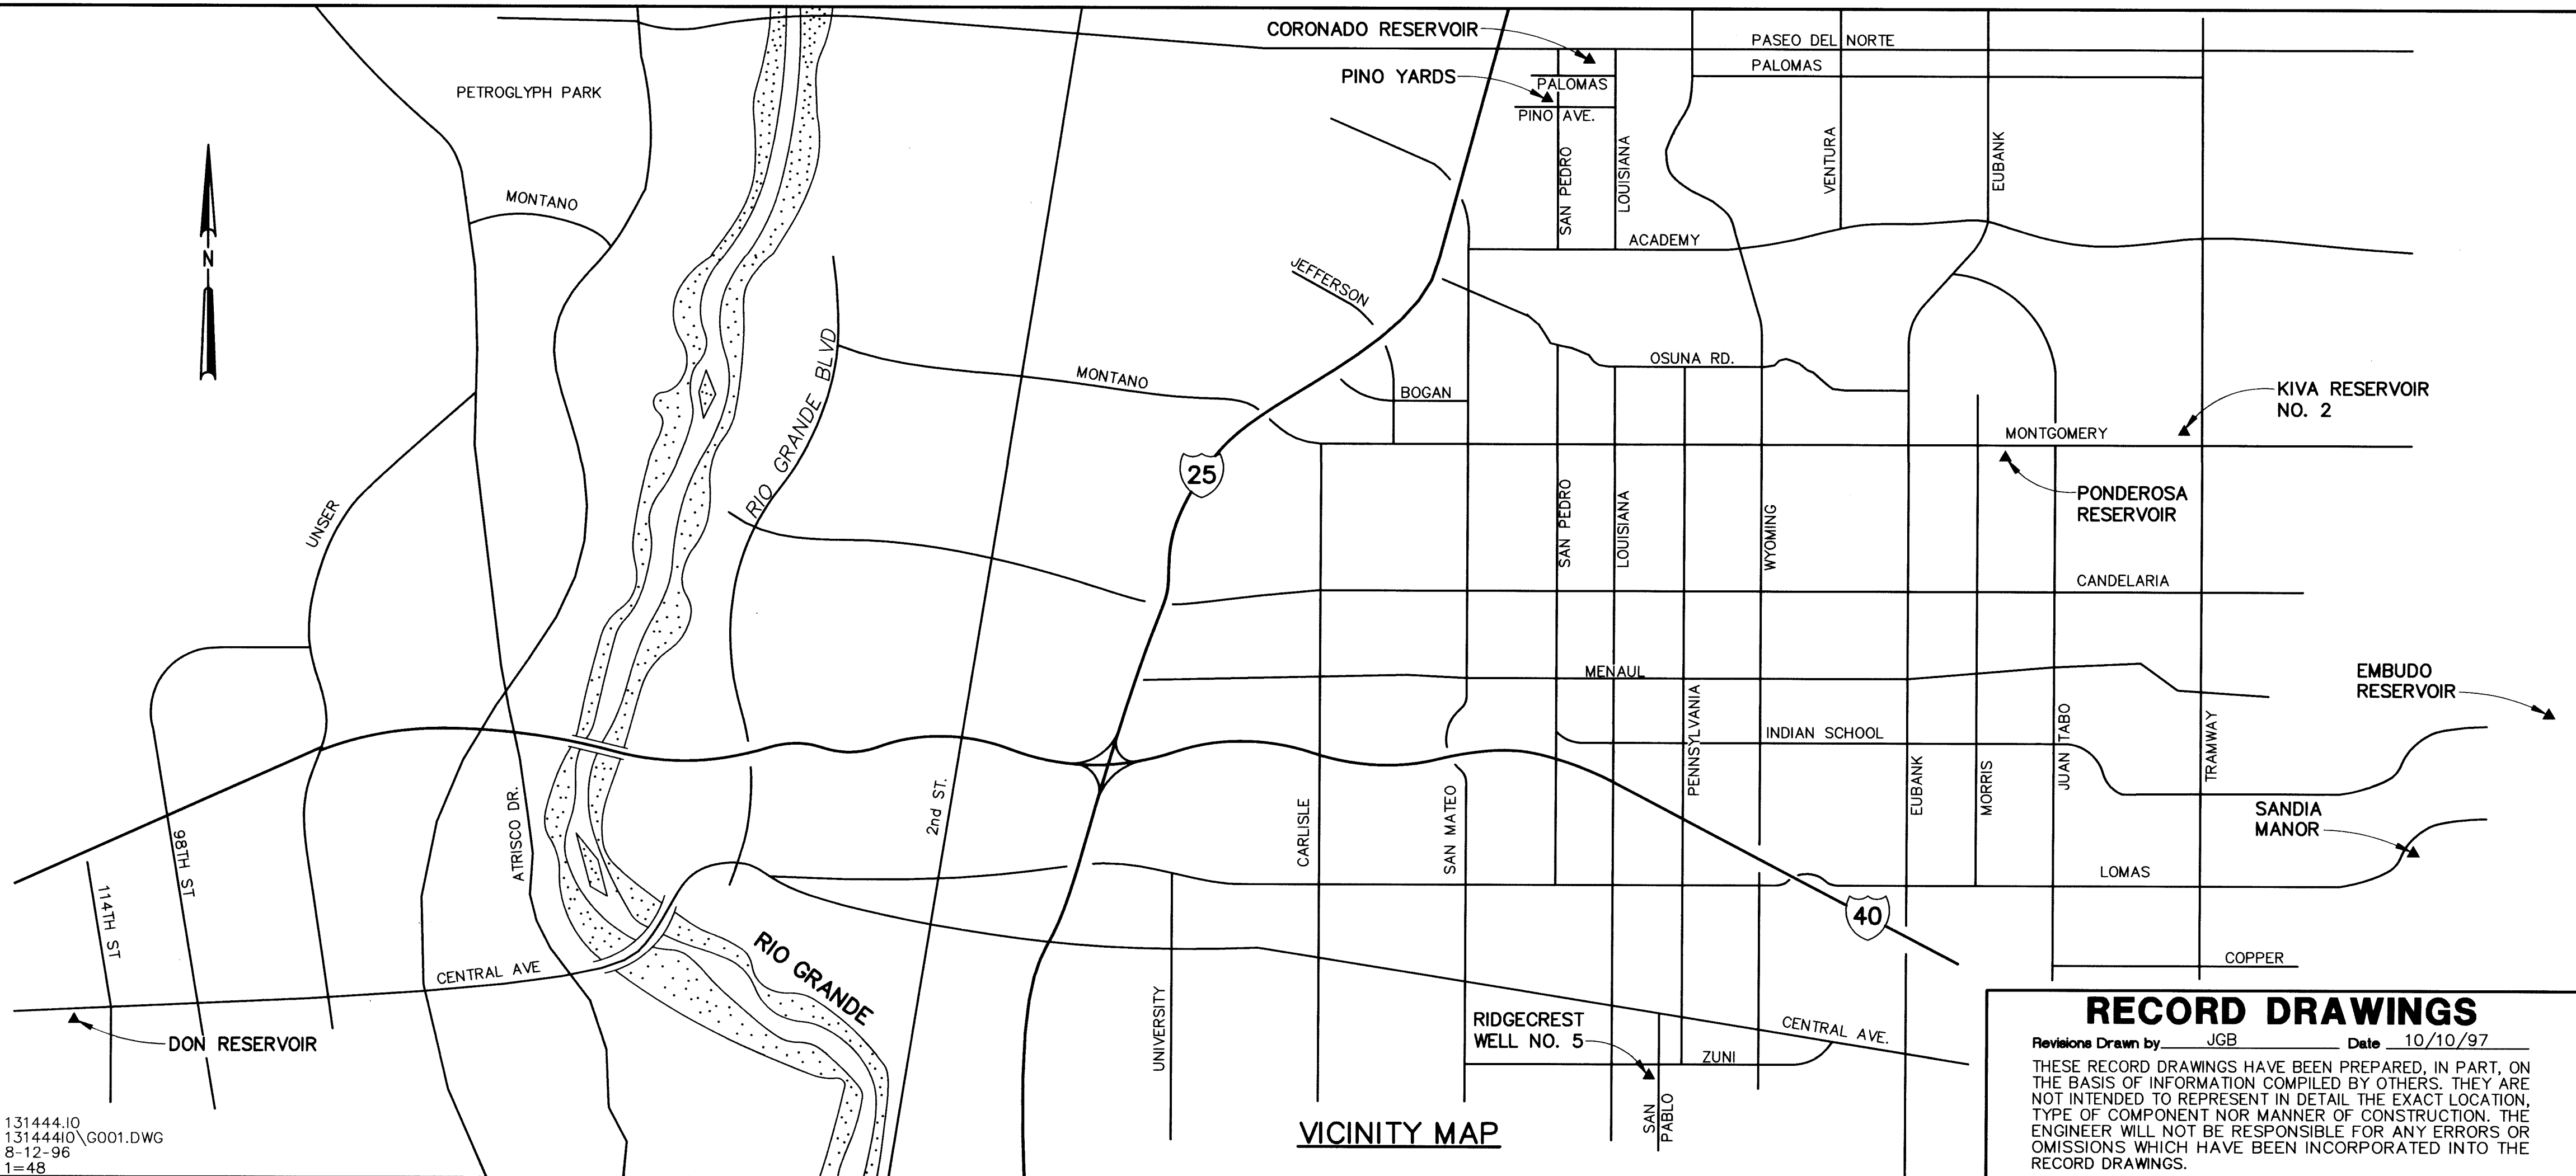 CORONADO RESERVOIR
PASEO DEL NORTE
PINO YARDS
PALOMAS
PALOMAS
PETROGLYPH PARK
PINO AVE.
VENTURA
EUBANK
SAN PEDRO
LOUISIANA
MONTANO
ACADEMY
N
JEFFERSON
RIO GRANDE BLVD
OSUNA RD.
MONTANO
BOGAN
KIVA RESERVOIR
NO. 2
MONTGOMERY
25
PONDEROSA
RESERVOIR
UNSER
SAN PEDRO
LOUISIANA
WYOMING
CANDELARIA
MENAUL
EMBUDO
RESERVOIR
PENNSYLVANIA
INDIAN SCHOOL
JUAN TABO
TRAMWAY
EUBANK
MORRIS
2nd ST.
ATRISCO DR.
98TH ST
114TH ST
CARLISLE
SAN MATEO
SANDIA
MANOR
LOMAS
40
RIO GRANDE
CENTRAL AVE
COPPER
DON RESERVOIR
UNIVERSITY
RIDGECREST
WELL NO. 5
CENTRAL AVE.
ZUNI
SAN
PABLO
VICINITY MAP
RECORD DRAWINGS
Revisions Drawn by JGB Date 10/10/97
THESE RECORD DRAWINGS HAVE BEEN PREPARED, IN PART, ON
THE BASIS OF INFORMATION COMPILED BY OTHERS. THEY ARE
NOT INTENDED TO REPRESENT IN DETAIL THE EXACT LOCATION,
TYPE OF COMPONENT NOR MANNER OF CONSTRUCTION. THE
ENGINEER WILL NOT BE RESPONSIBLE FOR ANY ERRORS OR
OMISSIONS WHICH HAVE BEEN INCORPORATED INTO THE
RECORD DRAWINGS.
131444.I0
131444I0\G001.DWG
8-12-96
1=48